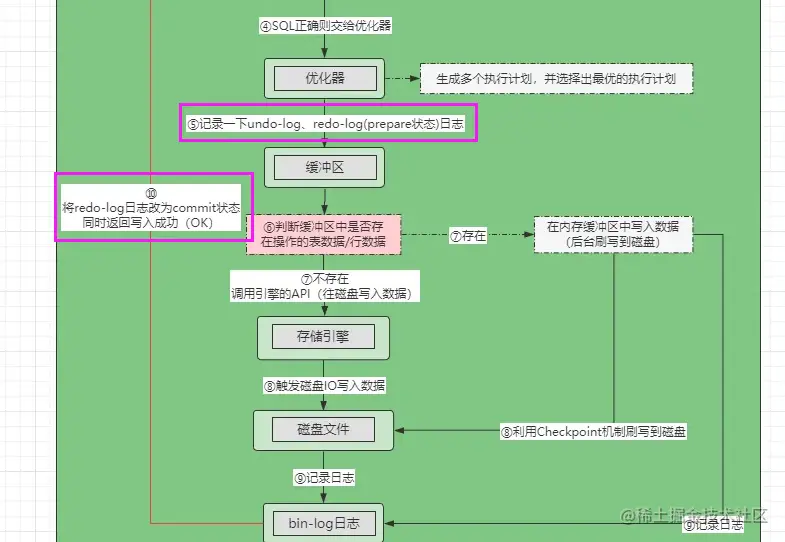 ④SQL正确则交给优化器
优化器
生成多个执行计划，并选择出最优的执行计划
⑤记录一下undo-log、redo-log(prepare状态)日志
缓冲区
⑩
将redo-log日志改为commit状态
同时返回写入成功（OK）
⑥判断缓冲区中是否存
在操作的表数据/行数据
⑦存在
在内存缓冲区中写入数据
(后台刷写到磁盘)
⑦不存在
调用引擎的API（往磁盘写入数据）
存储引擎
⑧触发磁盘IO写入数据
磁盘文件
⑧利用Checkpoint机制刷写到磁盘
⑨记录日志
bin-log日志
⑨记录日志
@稀土掘金技术社区